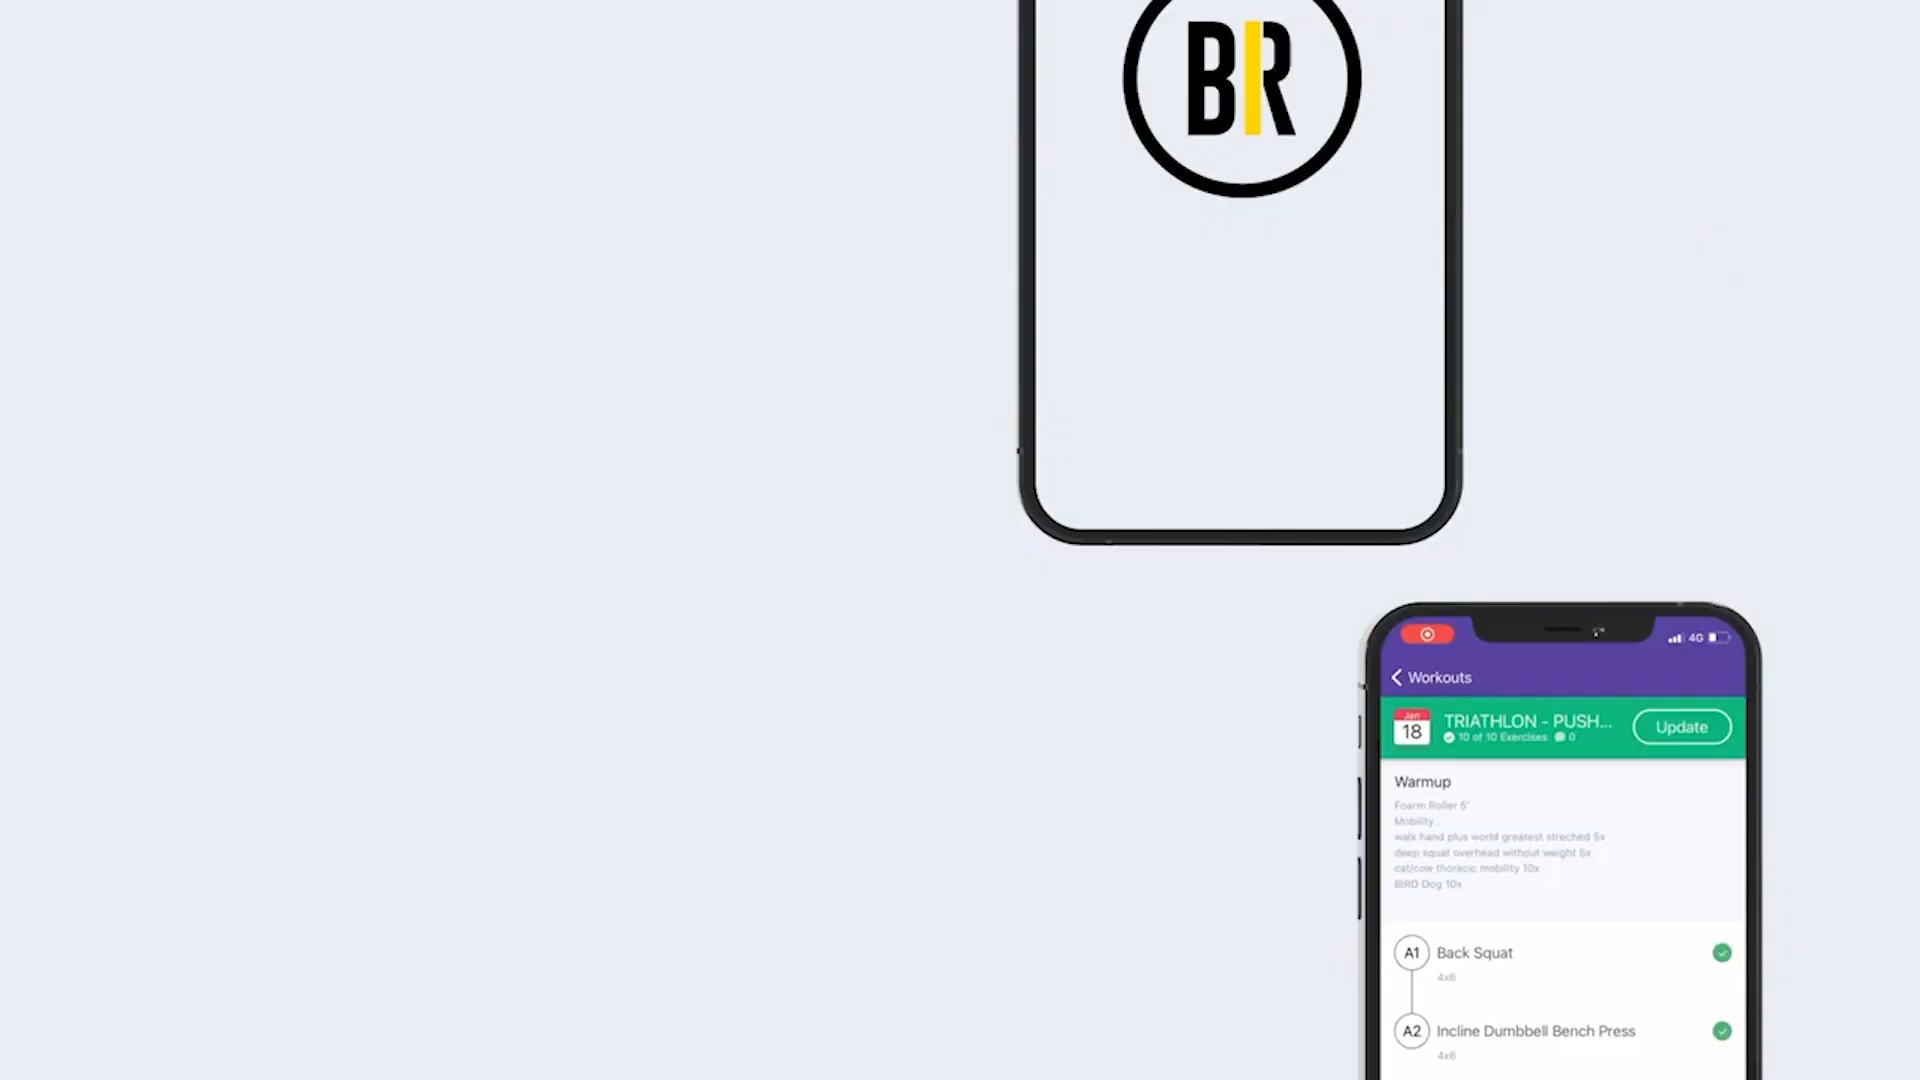 BR
4G
Workouts
Jan
18
TRIATHLON - PUSH...
10 of 10 Exercises 0
Update
Warmup
Foarm Roller 5'
Mobility .
walk hand plus world greatest streched 5x
deep squat overhead without weight 5x
cat/cow thoracic mobility 10x
BIRD Dog 10x
A1 Back Squat
4x6
A2 Incline Dumbbell Bench Press
4x6